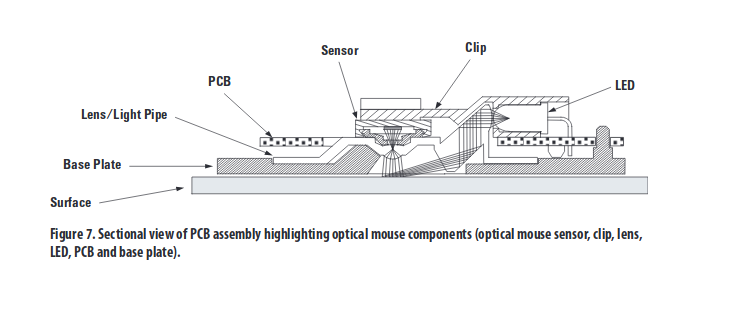 Sensor
Clip
LED
PCB
Lens/Light Pipe
Base Plate
Surface
Figure 7. Sectional view of PCB assembly highlighting optical mouse components (optical mouse sensor, clip, lens,
LED, PCB and base plate).